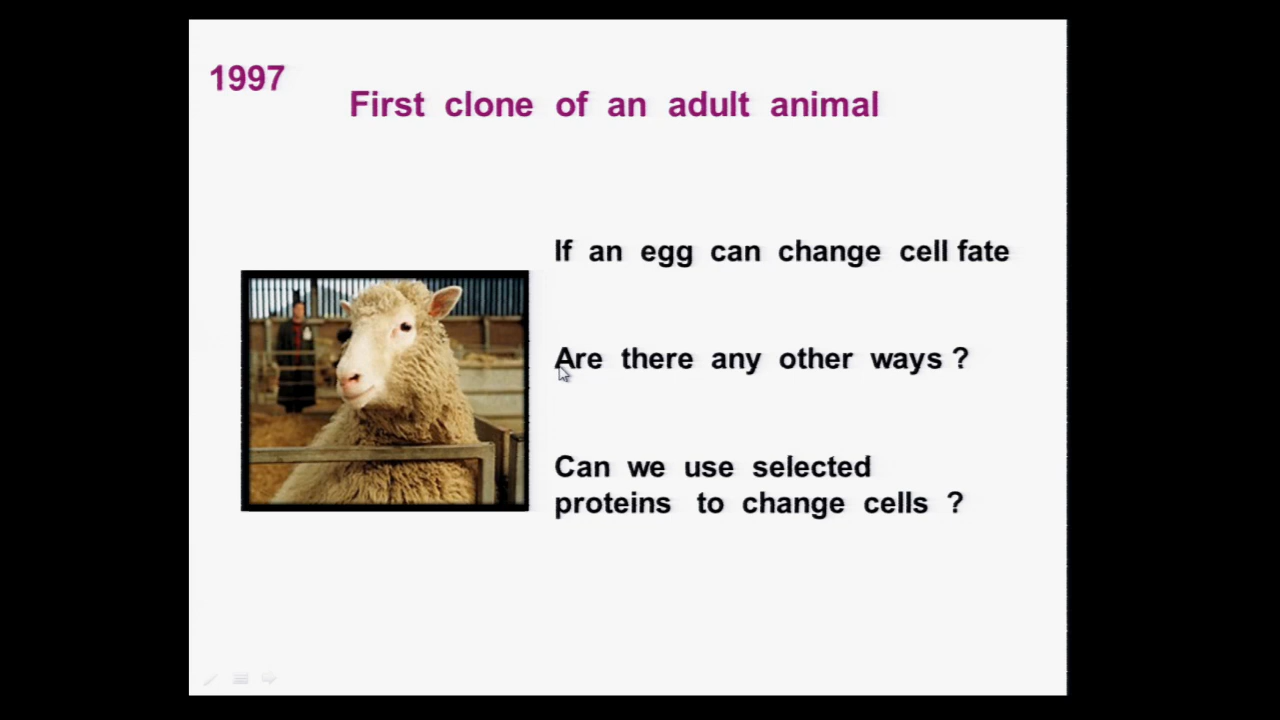 1997
First clone of an adult animal
If an egg can change cell fate
Are there any other ways ?
Can we use selected
proteins to change cells ?